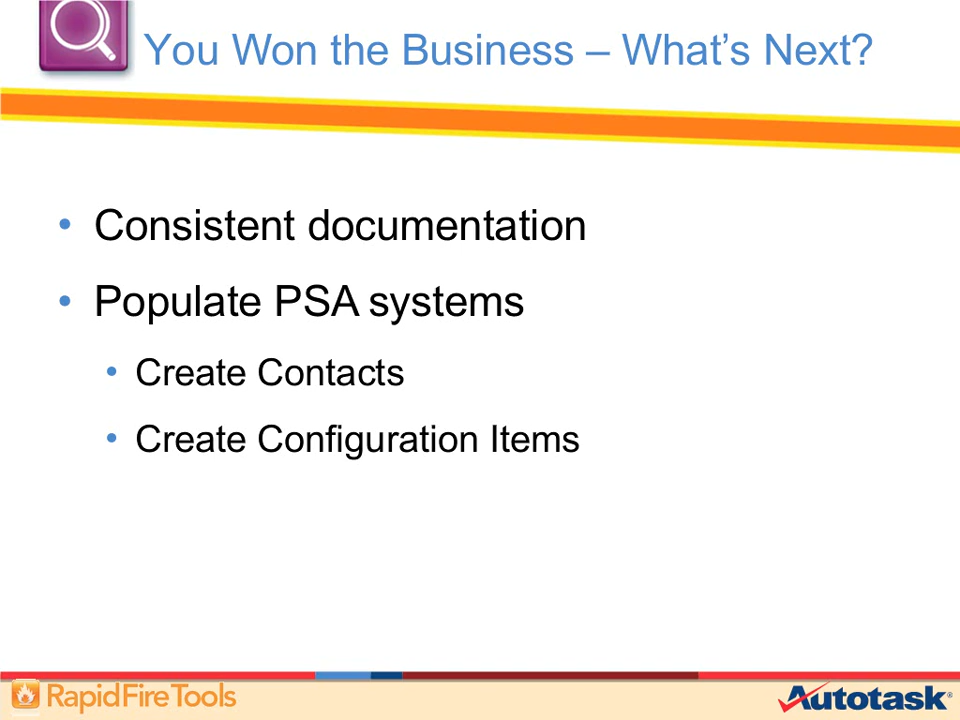 You Won the Business – What’s Next?
• Consistent documentation
• Populate PSA systems
• Create Contacts
• Create Configuration Items
RapidFireTools
Autotask®